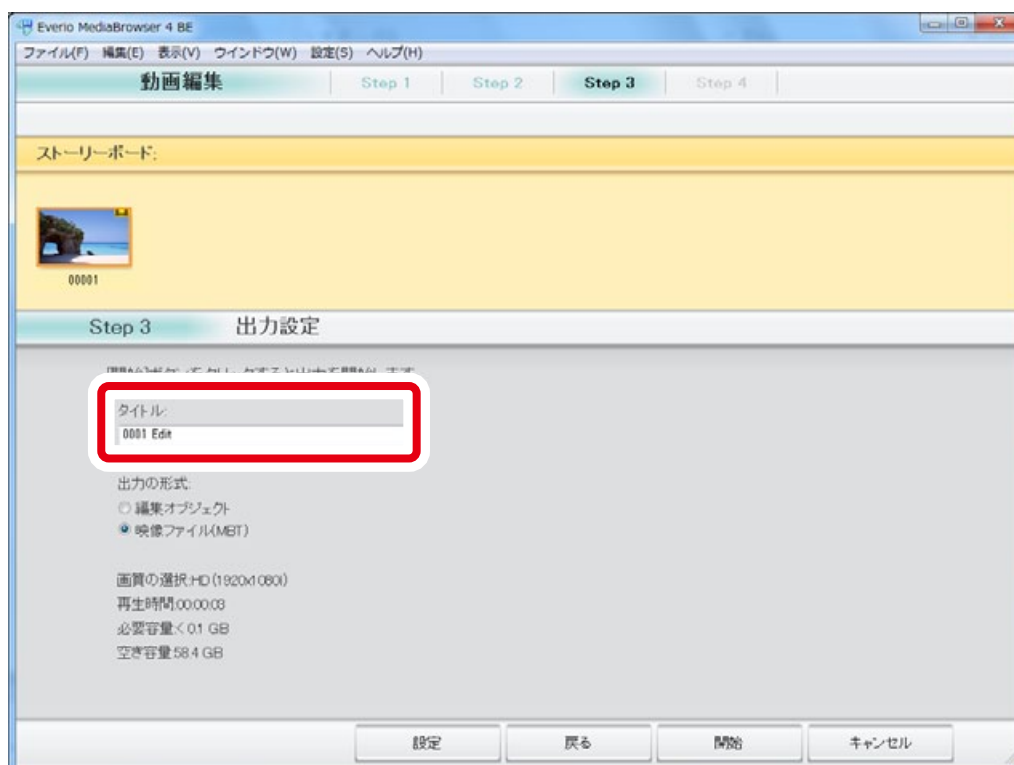 Everio MediaBrowser 4 BE
ファイル(F) 編集(E) 表示(V) ウインドウ(W) 設定(S) ヘルプ(H)
動画編集 Step 1 Step 2 Step 3 Step 4
ストーリーボード:
00001
Step 3 出力設定
タイトル:
0001 Edit
出力の形式:
編集オブジェクト
映像ファイル(MBT)
画質の選択:HD (1920x1080i)
再生時間:00:00:03
必要容量:< 0.1 GB
空き容量:58.4 GB
設定 戻る 開始 キャンセル